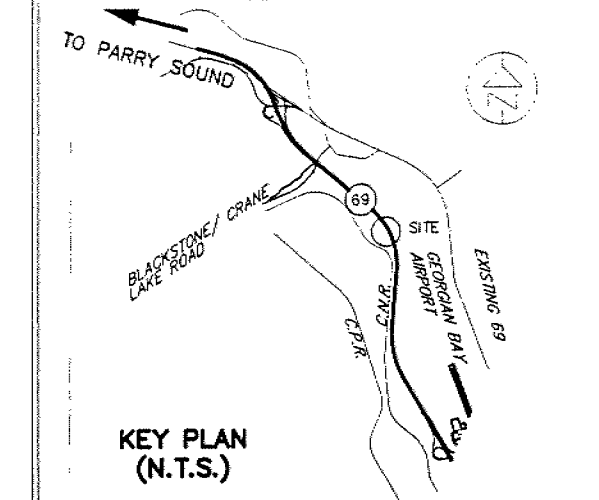 TO PARRY SOUND
N
BLACKSTONE/ CRANE
LAKE ROAD
69
SITE
GEORGIAN BAY
AIRPORT
EXISTING 69
C.N.R.
C.P.R.
KEY PLAN
(N.T.S.)